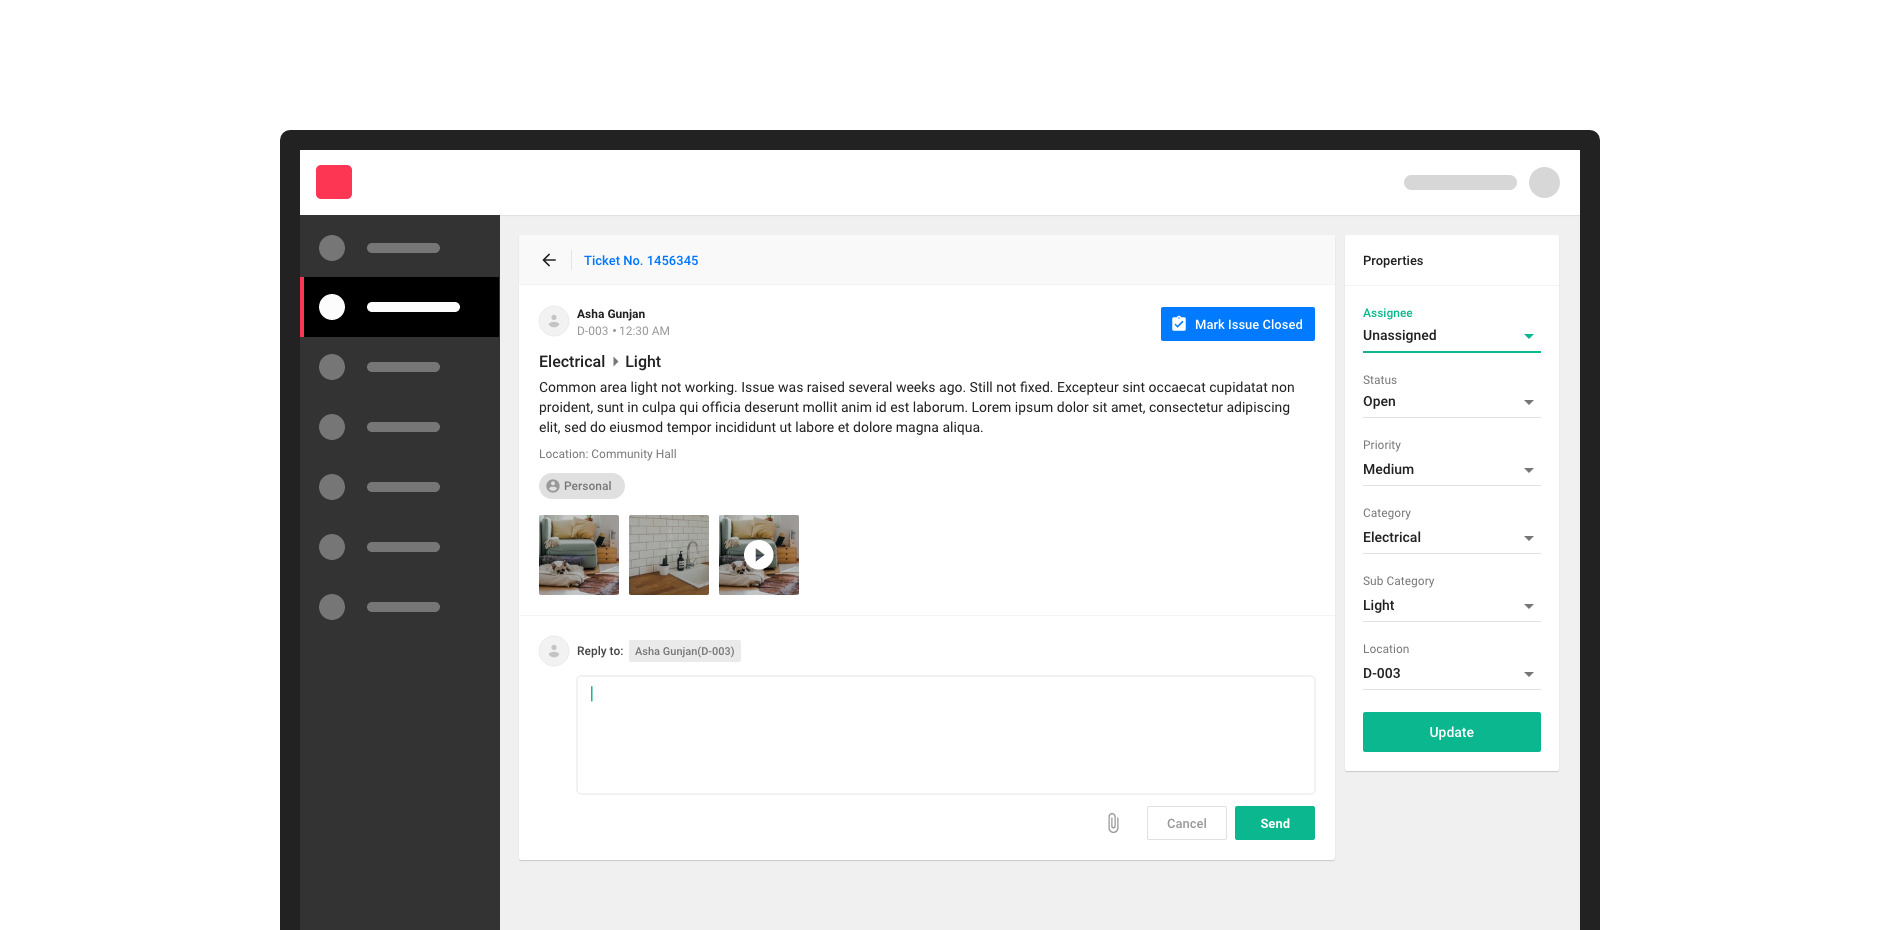 Ticket No. 1456345
Asha Gunjan
D-003 • 12:30 AM
Mark Issue Closed
Electrical Light
Common area light not working. Issue was raised several weeks ago. Still not fixed. Excepteur sint occaecat cupidatat non
proident, sunt in culpa qui officia deserunt mollit anim id est laborum. Lorem ipsum dolor sit amet, consectetur adipiscing
elit, sed do eiusmod tempor incididunt ut labore et dolore magna aliqua.
Location: Community Hall
Personal
Reply to: Asha Gunjan(D-003)
Cancel
Send
Properties
Assignee
Unassigned
Status
Open
Priority
Medium
Category
Electrical
Sub Category
Light
Location
D-003
Update